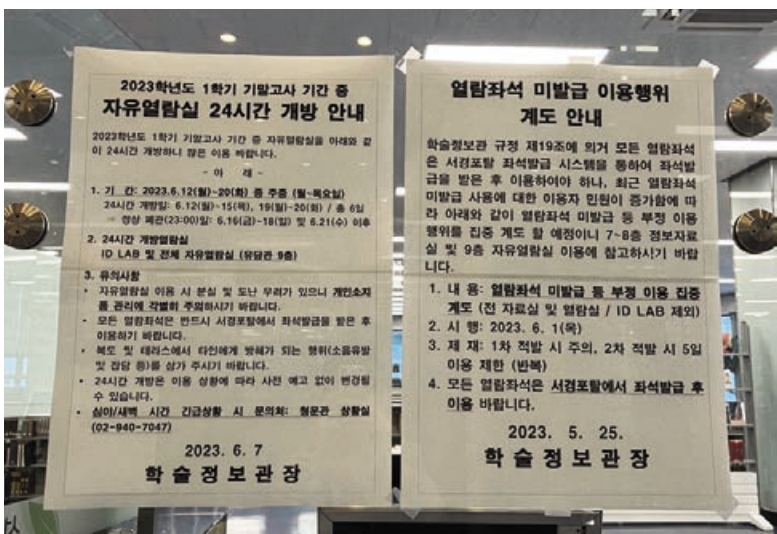 2023학년도 1학기 기말고사 기간 중
자유열람실 24시간 개방 안내
2023학년도 1학기 기말고사 기간 중 자유열람실을 아래와 같
이 24시간 개방하니 많은 이용 바랍니다.
- 아 래 -
1. 기 간: 2023.6.12(월)~20(화) 중 주중 (월~목요일)
24시간 개방일: 6.12(월)~15(목), 19(월)~20(화) / 총 6일
⇒ 정상 폐관(23:00)일: 6.16(금)~18(일) 및 6.21(수) 이후
2. 24시간 개방열람실
ID LAB 및 전체 자유열람실 (유담관 9층)
3. 유의사항
• 자유열람실 이용 시 분실 및 도난 우려가 있으니 개인소지
품 관리에 각별히 주의하시기 바랍니다.
• 모든 열람좌석은 반드시 서경포탈에서 좌석발급을 받은 후
이용하기 바랍니다.
• 복도 및 테라스에서 타인에게 방해가 되는 행위(소음유발
및 잡담 등)를 삼가 주시기 바랍니다.
• 24시간 개방은 이용 상황에 따라 사전 예고 없이 변경될
수 있습니다.
• 심야/새벽 시간 긴급상황 시 문의처: 청운관 상황실
(02-940-7047)
2023. 6. 7
학술정보관장
열람좌석 미발급 이용행위
계도 안내
학술정보관 규정 제19조에 의거 모든 열람좌석
은 서경포탈 좌석발급 시스템을 통하여 좌석발
급을 받은 후 이용하여야 하나, 최근 열람좌석
미발급 사용에 대한 이용자 민원이 증가함에 따
라 아래와 같이 열람좌석 미발급 등 부정 이용
행위를 집중 계도 할 예정이니 7~8층 정보자료
실 및 9층 자유열람실 이용에 참고하시기 바랍
니다.
1. 내 용: 열람좌석 미발급 등 부정 이용 집중
계도 (전 자료실 및 열람실 / ID LAB 제외)
2. 시 행: 2023. 6. 1(목)
3. 제 재: 1차 적발 시 주의, 2차 적발 시 5일
이용 제한 (반복)
4. 모든 열람좌석은 서경포탈에서 좌석발급 후
이용 바랍니다.
2023. 5. 25.
학술정보관장